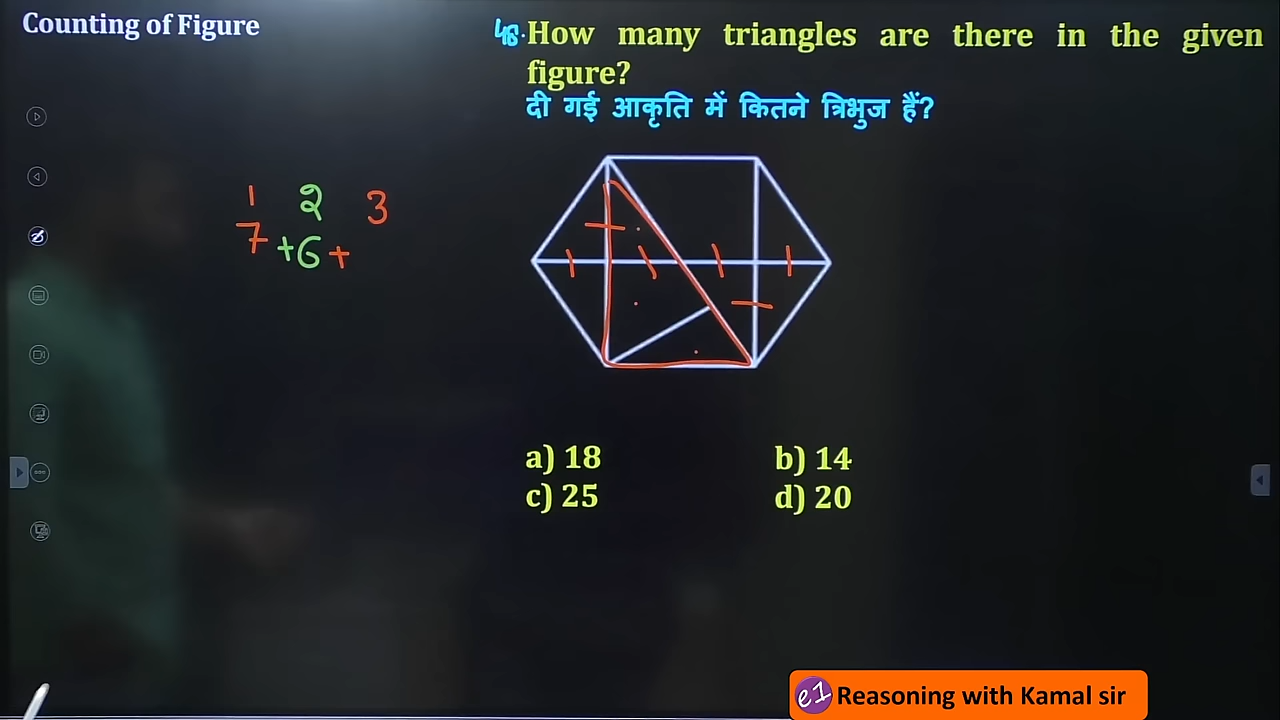 Counting of Figure
48. How many triangles are there in the given
figure?
दी गई आकृति में कितने त्रिभुज हैं?
1 2 3
7 +6 +
a) 18 b) 14
c) 25 d) 20
e1 Reasoning with Kamal sir